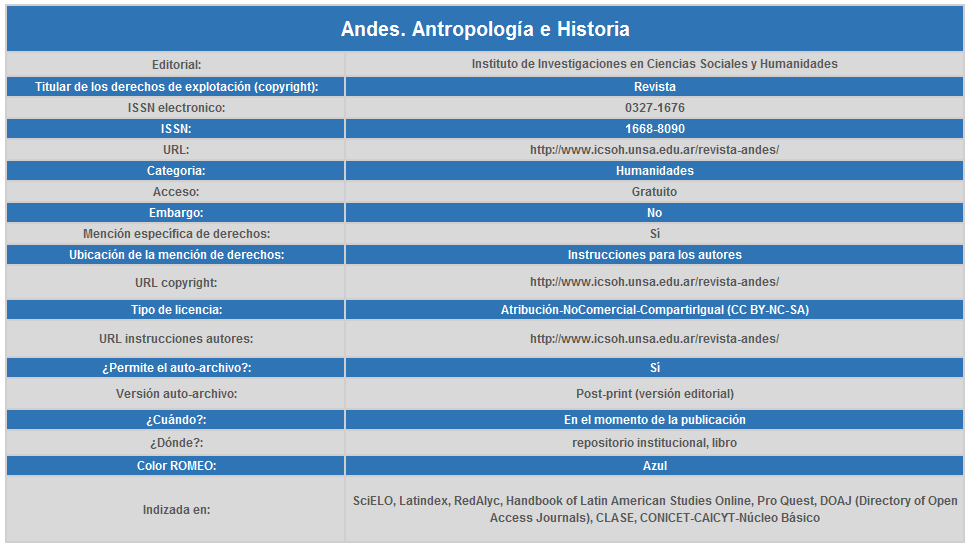 Andes. Antropología e Historia
Editorial: Instituto de Investigaciones en Ciencias Sociales y Humanidades
Titular de los derechos de explotación (copyright): Revista
ISSN electronico: 0327-1676
ISSN: 1668-8090
URL: http://www.icsoh.unsa.edu.ar/revista-andes/
Categoria: Humanidades
Acceso: Gratuito
Embargo: No
Mención específica de derechos: Sí
Ubicación de la mención de derechos: Instrucciones para los autores
URL copyright: http://www.icsoh.unsa.edu.ar/revista-andes/
Tipo de licencia: Atribución-NoComercial-CompartirIgual (CC BY-NC-SA)
URL instrucciones autores: http://www.icsoh.unsa.edu.ar/revista-andes/
¿Permite el auto-archivo?: Sí
Versión auto-archivo: Post-print (versión editorial)
¿Cuándo?: En el momento de la publicación
¿Dónde?: repositorio institucional, libro
Color ROMEO: Azul
Indizada en: SciELO, Latindex, RedAlyc, Handbook of Latin American Studies Online, Pro Quest, DOAJ (Directory of Open
Access Journals), CLASE, CONICET-CAICYT-Núcleo Básico